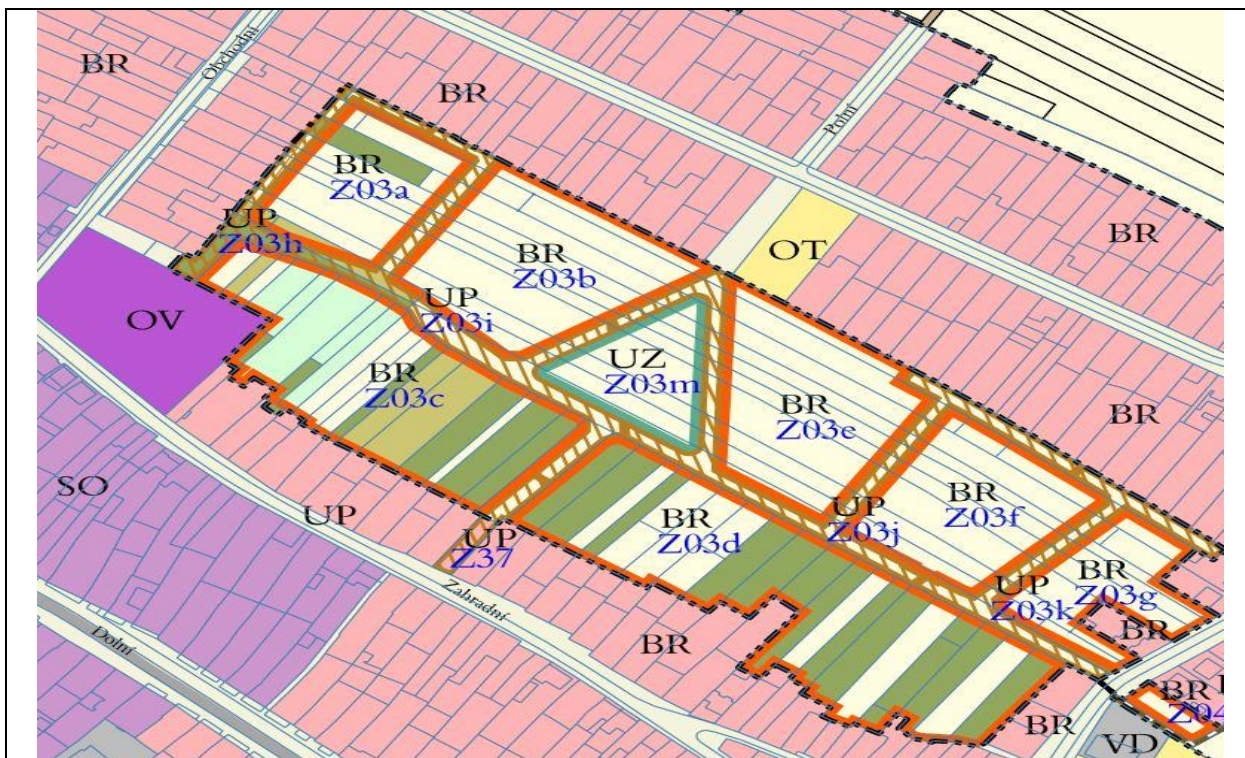 BR
Obchodní
BR
Polní
BR
Z03a
UP
Z03h
BR
Z03b
OT
BR
OV
UP
Z03i
UZ
Z03m
BR
Z03c
BR
Z03e
BR
SO
UP
BR
Z03d
UP
Z03j
BR
Z03f
UP
Z37
Zahradní
UP
Z03k
BR
Z03g
BR
Dolní
BR
BR
BR
Z04
VD